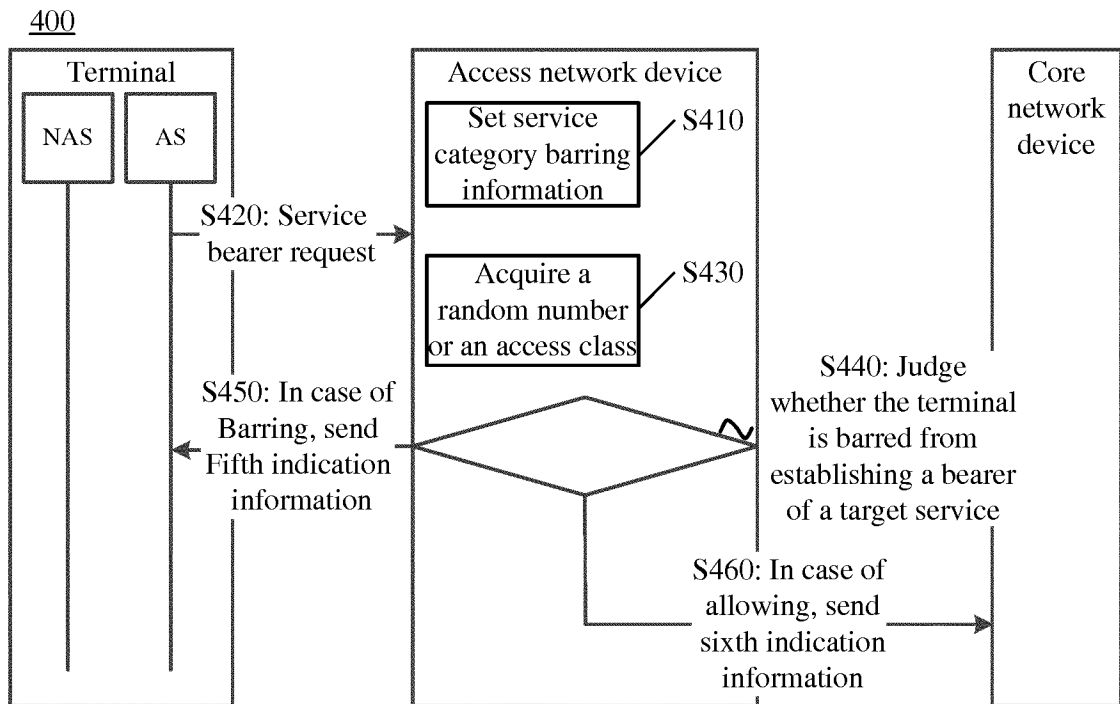 400
Terminal
NAS
AS
Access network device
Set service
category barring
information
S410
Core
network
device
S420: Service
bearer request
Acquire a
random number
or an access class
S430
S450: In case of
Barring, send
Fifth indication
information
S440: Judge
whether the terminal
is barred from
establishing a bearer
of a target service
S460: In case of
allowing, send
sixth indication
information